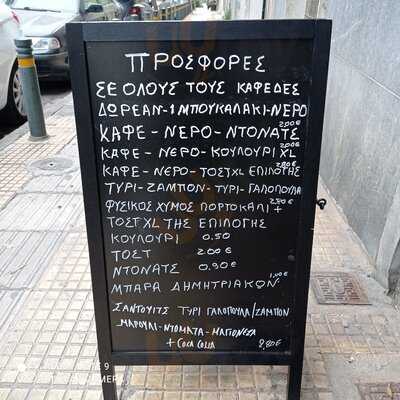 ΠΡΟΣΦΟΡΕΣ
ΣΕ ΟΛΟΥΣ ΤΟΥΣ ΚΑΦΕΔΕΣ
ΔΩΡΕΑΝ-1 ΜΠΟΥΚΑΛΑΚΙ-ΝΕΡΟ
ΚΑΦΕ-ΝΕΡΟ-ΝΤΟΝΑΤΣ 2.00€
ΚΑΦΕ-ΝΕΡΟ-ΚΟΥΛΟΥΡΙ XL 2.00€
ΚΑΦΕ-ΝΕΡΟ-ΤΟΣΤ XL ΕΠΙΛΟΓΗΣ 2.80€
ΤΥΡΙ-ΖΑΜΠΟΝ-ΤΥΡΙ-ΓΑΛΟΠΟΥΛΑ
ΦΥΣΙΚΟΣ ΧΥΜΟΣ ΠΟΡΤΟΚΑΛΙ + 2.80€
ΤΟΣΤ XL ΤΗΣ ΕΠΙΛΟΓΗΣ
ΚΟΥΛΟΥΡΙ 0.50
ΤΟΣΤ 2.00€
ΝΤΟΝΑΤΣ 0.90€
ΜΠΑΡΑ ΔΗΜΗΤΡΙΑΚΩΝ 1.00€
ΣΑΝΤΟΥΙΤΣ ΤΥΡΙ ΓΑΛΟΠΟΥΛΑ/ΖΑΜΠΟΝ
ΜΑΡΟΥΛΙ-ΝΤΟΜΑΤΑ-ΜΑΓΙΟΝΕΖΑ
+ COCA COLA 2.80€